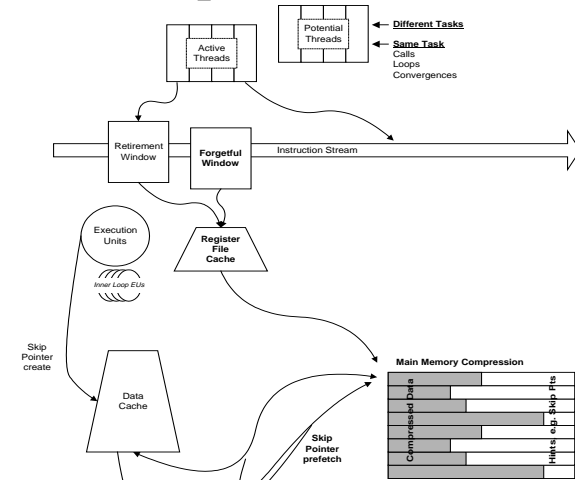 Different Tasks
Potential
Threads
Same Task
Calls
Loops
Convergences
Active
Threads
Retirement
Window
Forgetful
Window
Instruction Stream
Execution
Units
Register
File
Cache
Inner Loop EUs
Skip
Pointer
create
Main Memory Compression
Data
Cache
Compressed Data
Hints, e.g. Skip Pts
Skip
Pointer
prefetch